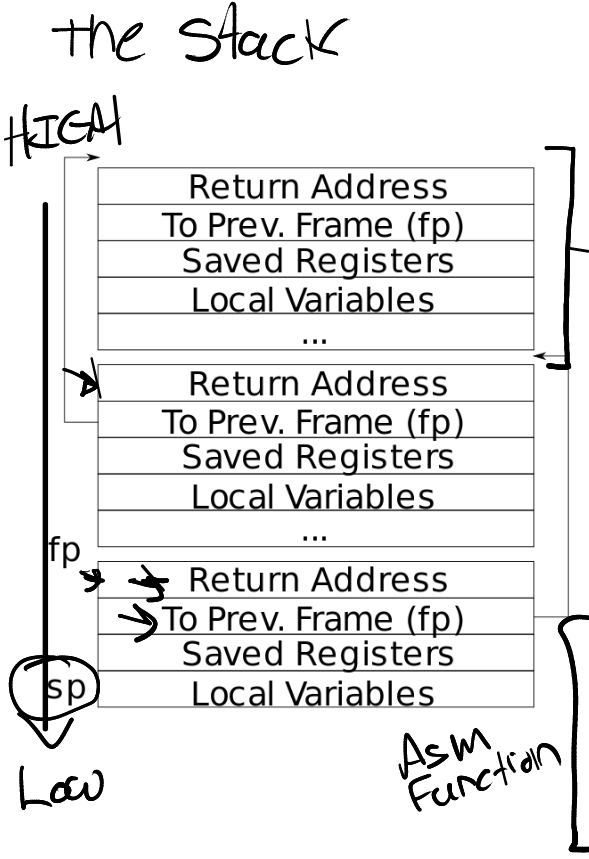 the Stack
HIGH
Return Address
To Prev. Frame (fp)
Saved Registers
Local Variables
...
Return Address
To Prev. Frame (fp)
Saved Registers
Local Variables
...
fp
Return Address
To Prev. Frame (fp)
Saved Registers
sp
Local Variables
Asm
Function
Low